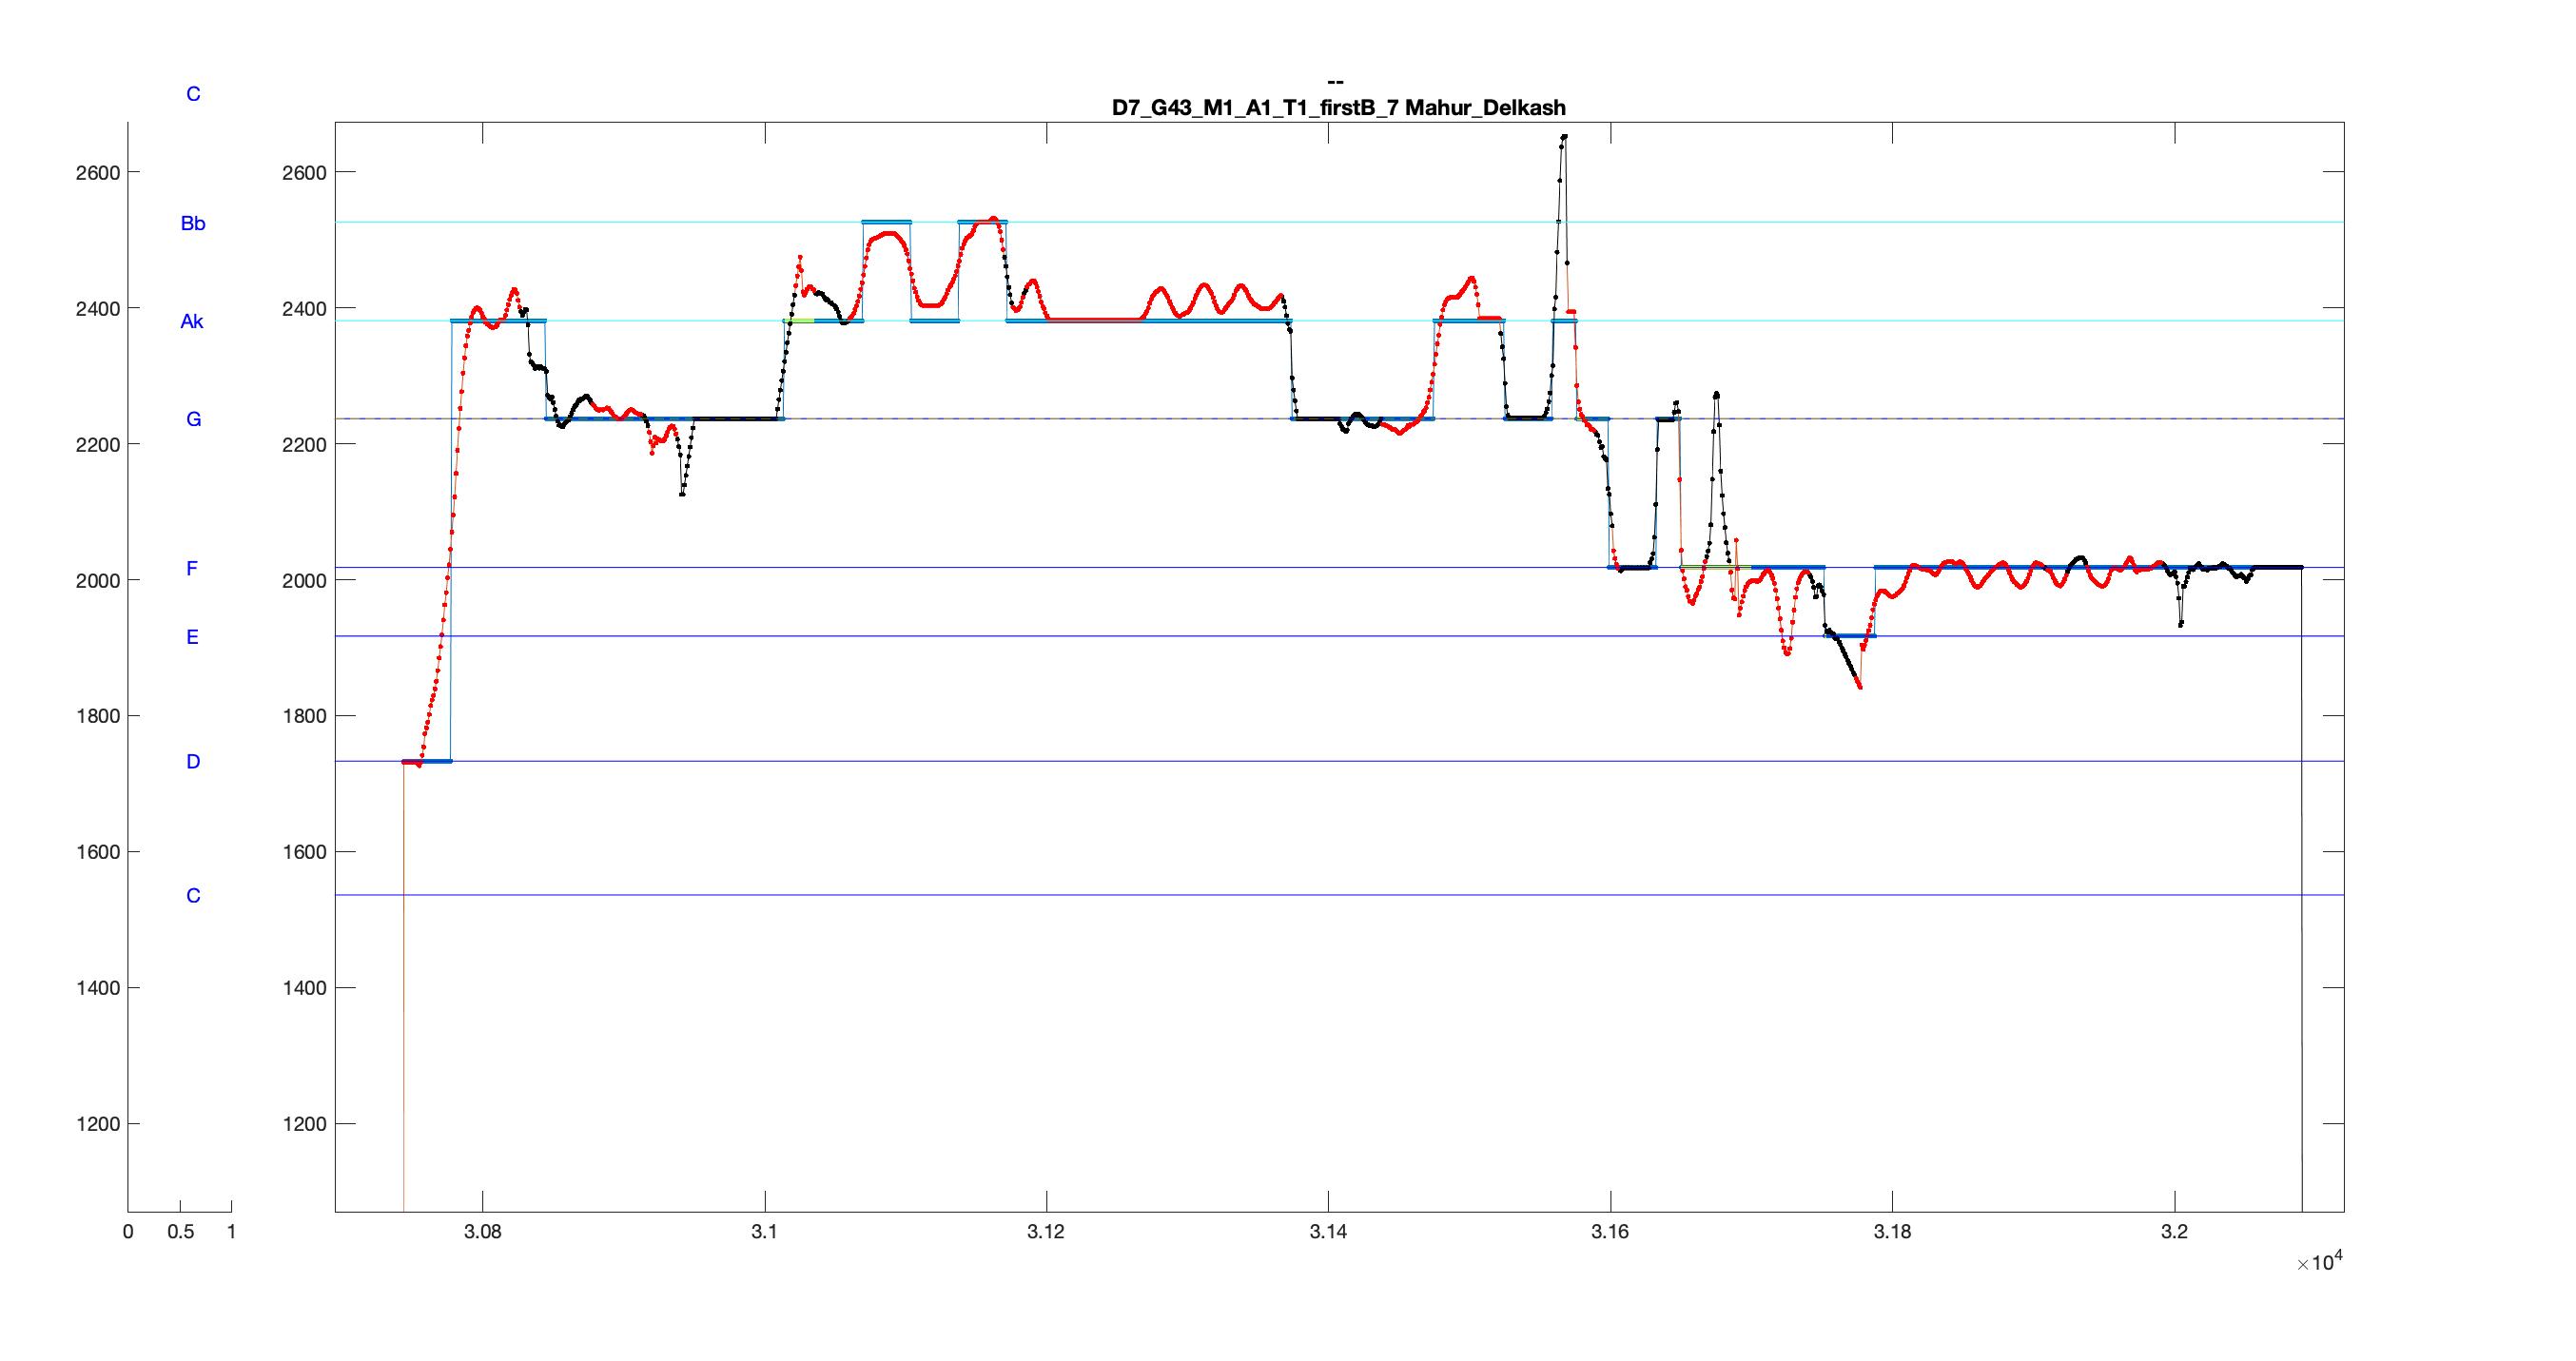 --
D7_G43_M1_A1_T1_firstB_7 Mahur_Delkash
C
2600 2600
Bb
2400 2400
Ak
G
2200 2200
F
2000 2000
E
1800 1800
D
1600 1600
C
1400 1400
1200 1200
0 0.5 1 3.08 3.1 3.12 3.14 3.16 3.18 3.2
×10⁴